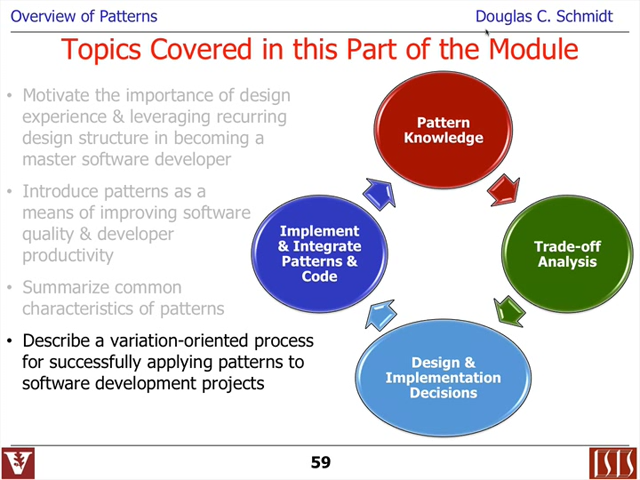 Overview of Patterns
Douglas C. Schmidt
Topics Covered in this Part of the Module
• Motivate the importance of design
experience & leveraging recurring
design structure in becoming a
master software developer
• Introduce patterns as a
means of improving software
quality & developer
productivity
• Summarize common
characteristics of patterns
• Describe a variation-oriented process
for successfully applying patterns to
software development projects
Pattern
Knowledge
Trade-off
Analysis
Design &
Implementation
Decisions
Implement
& Integrate
Patterns &
Code
V
59
ISIS